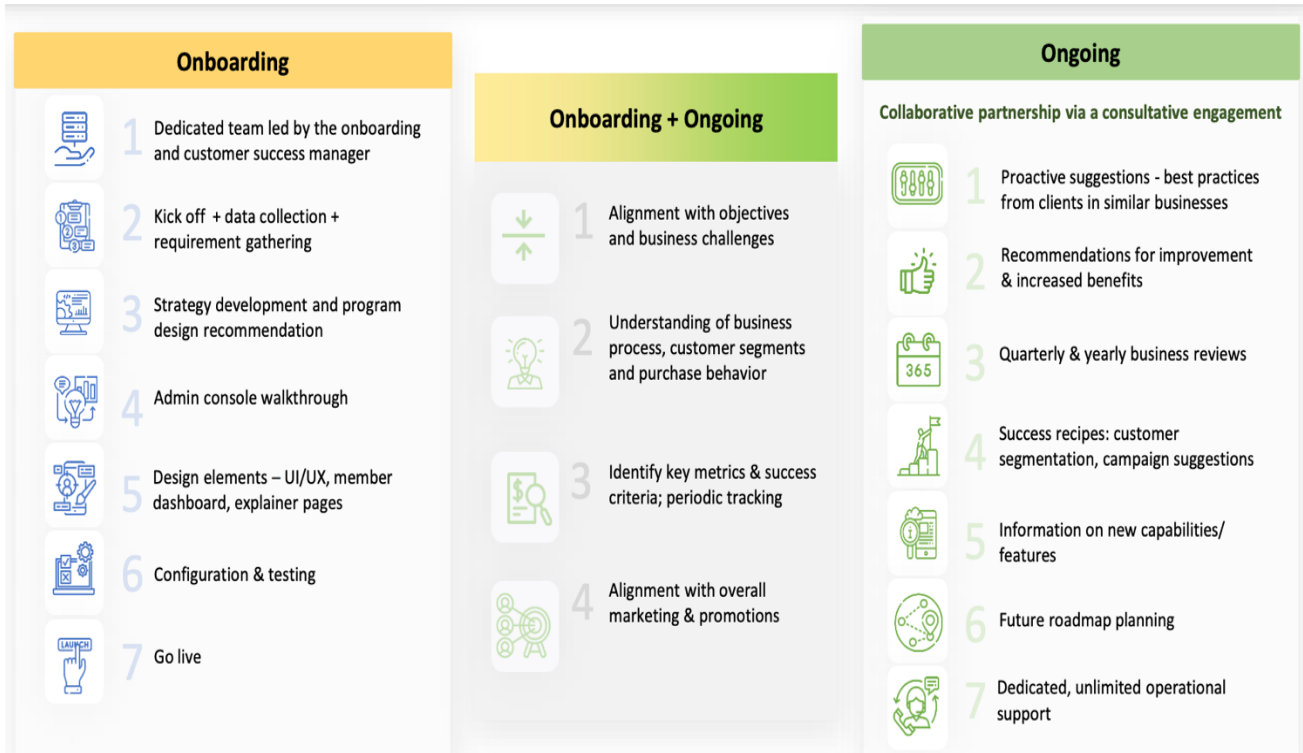 Onboarding
1
Dedicated team led by the onboarding
and customer success manager
2
Kick off + data collection +
requirement gathering
3
Strategy development and program
design recommendation
4
Admin console walkthrough
5
Design elements – UI/UX, member
dashboard, explainer pages
6
Configuration & testing
LAUNCH
7
Go live
Onboarding + Ongoing
1
Alignment with objectives
and business challenges
2
Understanding of business
process, customer segments
and purchase behavior
3
Identify key metrics & success
criteria; periodic tracking
4
Alignment with overall
marketing & promotions
Ongoing
Collaborative partnership via a consultative engagement
1
Proactive suggestions - best practices
from clients in similar businesses
2
Recommendations for improvement
& increased benefits
365
3
Quarterly & yearly business reviews
4
Success recipes: customer
segmentation, campaign suggestions
5
Information on new capabilities/
features
6
Future roadmap planning
7
Dedicated, unlimited operational
support